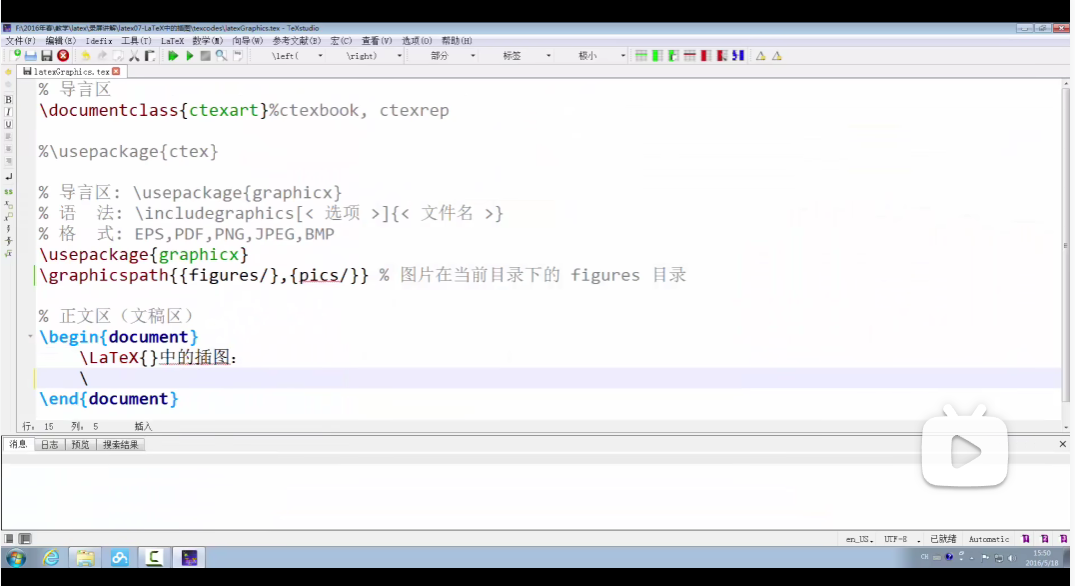 F:\2016年春\教学\latex\录屏讲解\latex07-LaTeX中的插图\texcodes\latexGraphics.tex - TeXstudio
文件(F) 编辑(E) Idefix 工具(T) LaTeX 数学(M) 向导(W) 参考文献(B) 宏(C) 查看(V) 选项(O) 帮助(H)
\left( \right) 部分 标签 极小
latexGraphics.tex
% 导言区
\documentclass{ctexart}%ctexbook, ctexrep
%\usepackage{ctex}
% 导言区: \usepackage{graphicx}
% 语 法: \includegraphics[< 选项 >]{< 文件名 >}
% 格 式: EPS,PDF,PNG,JPEG,BMP
\usepackage{graphicx}
\graphicspath{{figures/},{pics/}} % 图片在当前目录下的 figures 目录
% 正文区（文稿区）
\begin{document}
\LaTeX{}中的插图：
\
\end{document}
行: 15 列: 5 插入
消息 日志 预览 搜索结果
en_US UTF-8 已就绪 Automatic
CH 15:50
2016/5/18